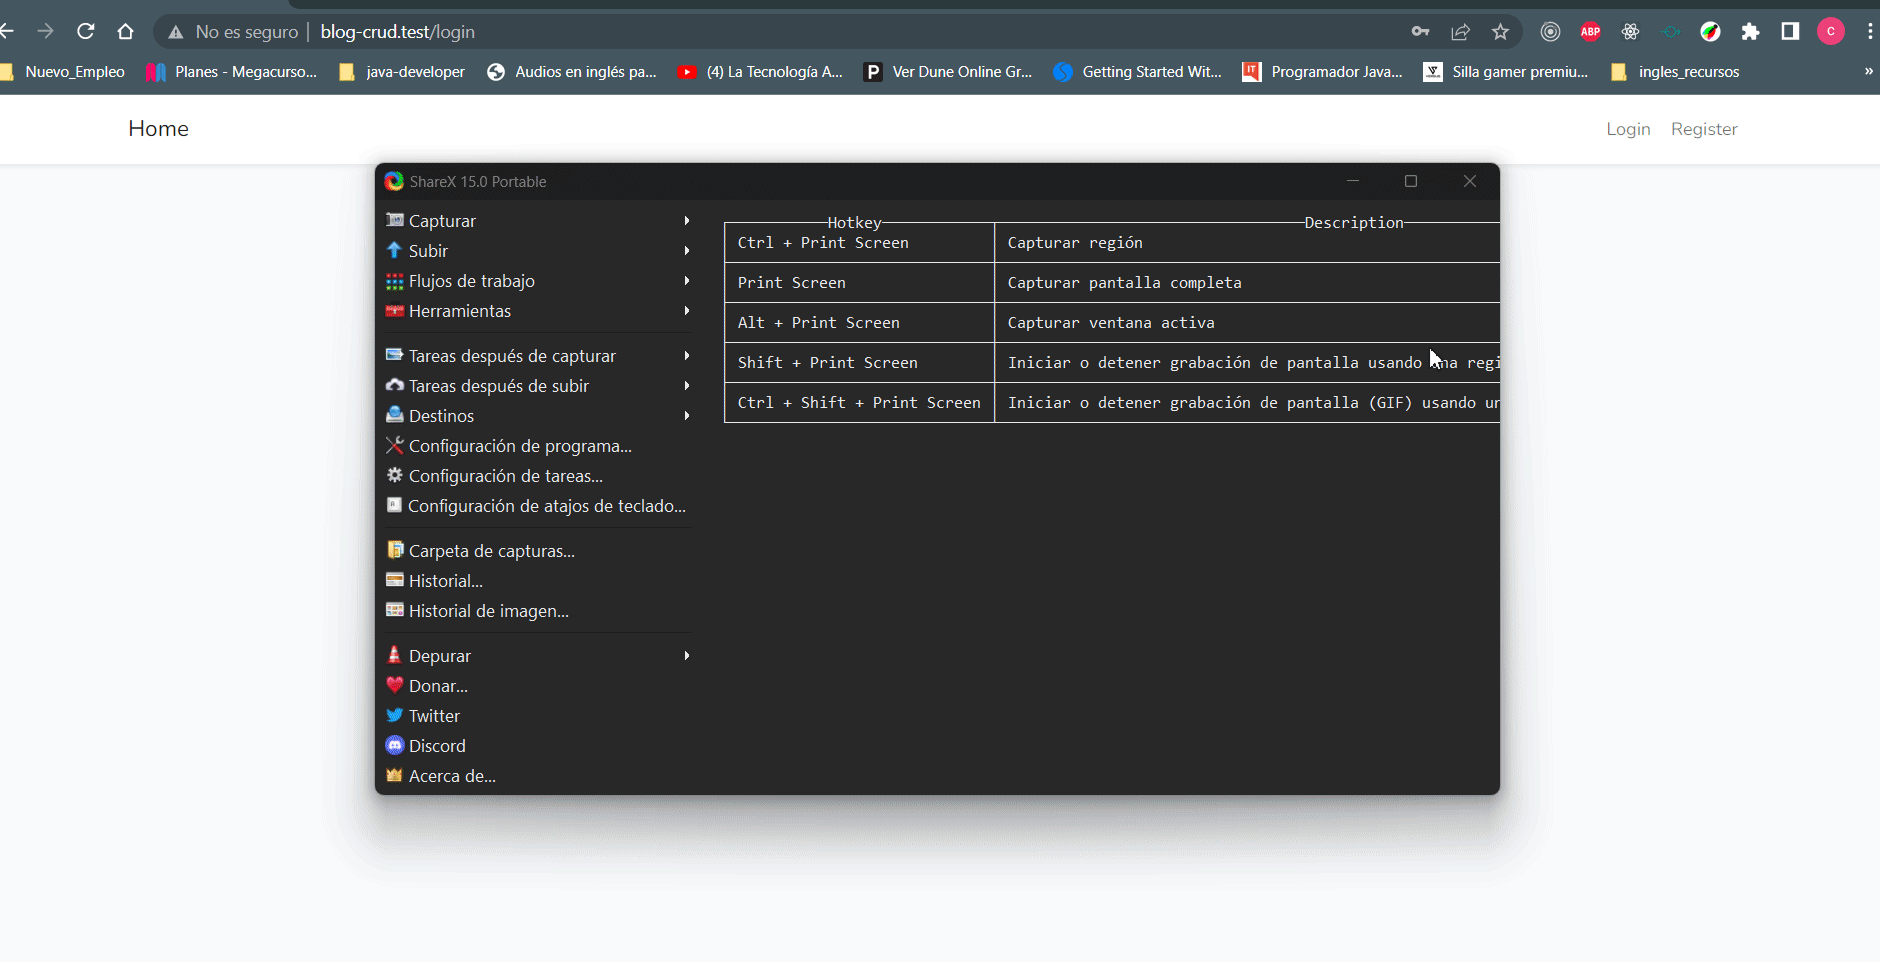 No es seguro | blog-crud.test/login
ABP
C
Nuevo_Empleo
Planes - Megacurso...
java-developer
Audios en inglés pa...
(4) La Tecnología A...
Ver Dune Online Gr...
Getting Started Wit...
Programador Java...
Silla gamer premiu...
ingles_recursos
»
Home
Login
Register
ShareX 15.0 Portable
Capturar
Subir
Flujos de trabajo
Herramientas
Tareas después de capturar
Tareas después de subir
Destinos
Configuración de programa...
Configuración de tareas...
Configuración de atajos de teclado...
Carpeta de capturas...
Historial...
Historial de imagen...
Depurar
Donar...
Twitter
Discord
Acerca de...
Hotkey Description
Ctrl + Print Screen Capturar región
Print Screen Capturar pantalla completa
Alt + Print Screen Capturar ventana activa
Shift + Print Screen Iniciar o detener grabación de pantalla usando una regi
Ctrl + Shift + Print Screen Iniciar o detener grabación de pantalla (GIF) usando un